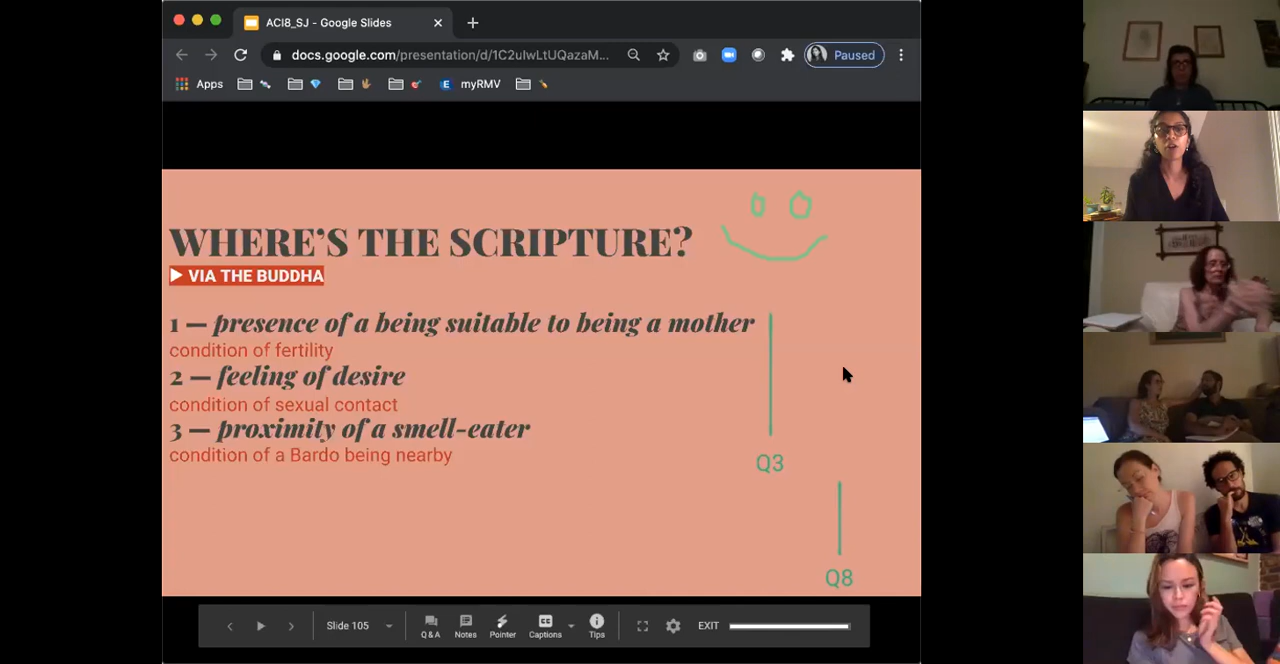 ACI8_SJ - Google Slides
docs.google.com/presentation/d/1C2uIwLtUQazaM...
Paused
Apps
E myRMV
WHERE'S THE SCRIPTURE?
▶ VIA THE BUDDHA
1 — presence of a being suitable to being a mother
condition of fertility
2 — feeling of desire
condition of sexual contact
3 — proximity of a smell-eater
condition of a Bardo being nearby
Q3
Q8
Slide 105
Q & A
Notes
Pointer
CC
Captions
Tips
EXIT